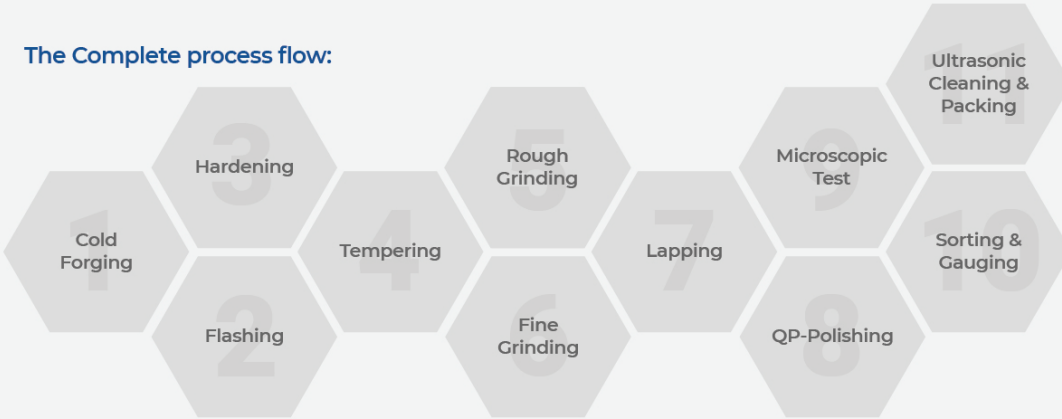 The Complete process flow:
1
Cold
Forging
2
Flashing
3
Hardening
4
Tempering
5
Rough
Grinding
6
Fine
Grinding
7
Lapping
8
QP-Polishing
9
Microscopic
Test
10
Sorting &
Gauging
11
Ultrasonic
Cleaning &
Packing